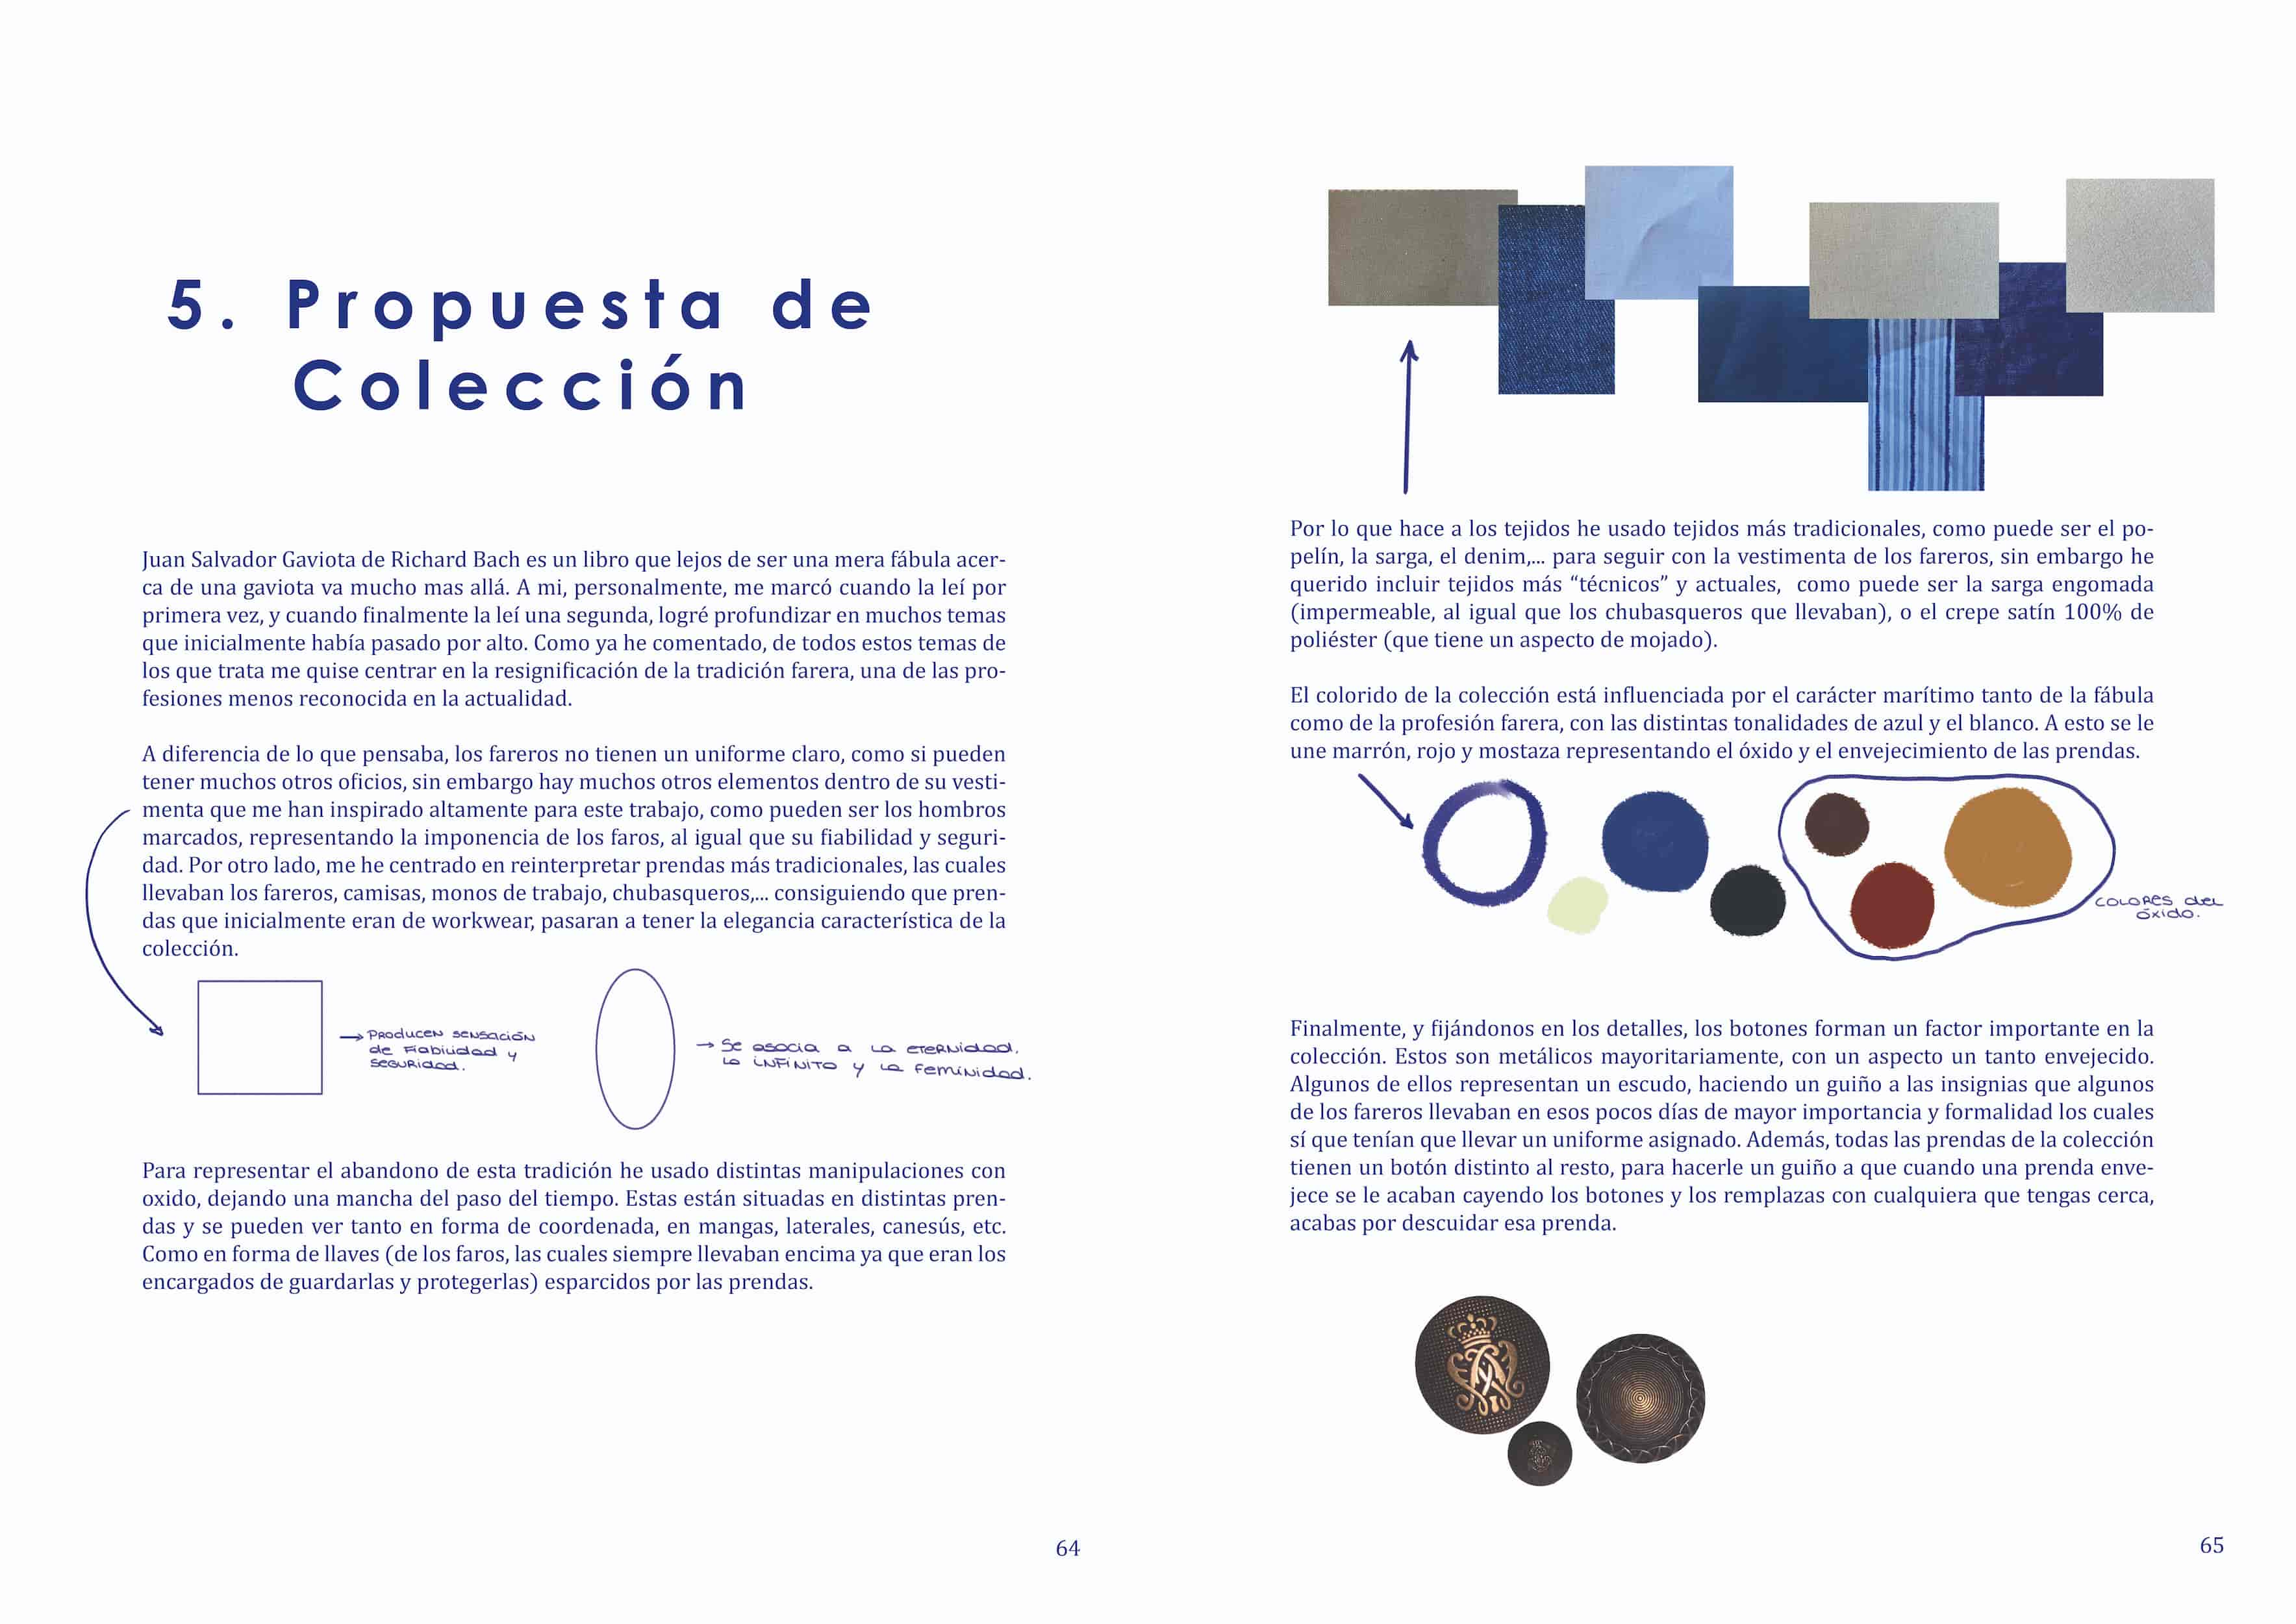 5. Propuesta de
Colección
Juan Salvador Gaviota de Richard Bach es un libro que lejos de ser una mera fábula acer-
ca de una gaviota va mucho mas allá. A mi, personalmente, me marcó cuando la leí por
primera vez, y cuando finalmente la leí una segunda, logré profundizar en muchos temas
que inicialmente había pasado por alto. Como ya he comentado, de todos estos temas de
los que trata me quise centrar en la resignificación de la tradición farera, una de las pro-
fesiones menos reconocida en la actualidad.
A diferencia de lo que pensaba, los fareros no tienen un uniforme claro, como si pueden
tener muchos otros oficios, sin embargo hay muchos otros elementos dentro de su vesti-
menta que me han inspirado altamente para este trabajo, como pueden ser los hombros
marcados, representando la imponencia de los faros, al igual que su fiabilidad y seguri-
dad. Por otro lado, me he centrado en reinterpretar prendas más tradicionales, las cuales
llevaban los fareros, camisas, monos de trabajo, chubasqueros,... consiguiendo que pren-
das que inicialmente eran de workwear, pasaran a tener la elegancia característica de la
colección.
Producen sensación
de fiabilidad y
seguridad.
Se asocia a la eternidad,
lo infinito y la feminidad.
Para representar el abandono de esta tradición he usado distintas manipulaciones con
oxido, dejando una mancha del paso del tiempo. Estas están situadas en distintas pren-
das y se pueden ver tanto en forma de coordenada, en mangas, laterales, canesús, etc.
Como en forma de llaves (de los faros, las cuales siempre llevaban encima ya que eran los
encargados de guardarlas y protegerlas) esparcidos por las prendas.
64
Por lo que hace a los tejidos he usado tejidos más tradicionales, como puede ser el po-
pelín, la sarga, el denim,... para seguir con la vestimenta de los fareros, sin embargo he
querido incluir tejidos más “técnicos” y actuales, como puede ser la sarga engomada
(impermeable, al igual que los chubasqueros que llevaban), o el crepe satín 100% de
poliéster (que tiene un aspecto de mojado).
El colorido de la colección está influenciada por el carácter marítimo tanto de la fábula
como de la profesión farera, con las distintas tonalidades de azul y el blanco. A esto se le
une marrón, rojo y mostaza representando el óxido y el envejecimiento de las prendas.
colores del
óxido.
Finalmente, y fijándonos en los detalles, los botones forman un factor importante en la
colección. Estos son metálicos mayoritariamente, con un aspecto un tanto envejecido.
Algunos de ellos representan un escudo, haciendo un guiño a las insignias que algunos
de los fareros llevaban en esos pocos días de mayor importancia y formalidad los cuales
sí que tenían que llevar un uniforme asignado. Además, todas las prendas de la colección
tienen un botón distinto al resto, para hacerle un guiño a que cuando una prenda enve-
jece se le acaban cayendo los botones y los remplazas con cualquiera que tengas cerca,
acabas por descuidar esa prenda.
65